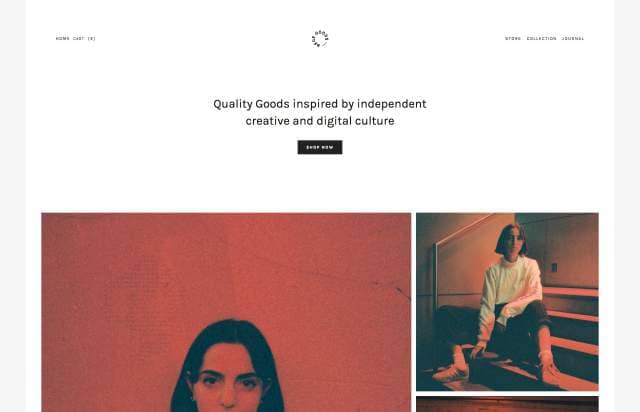 HOME CART (0)
STORE COLLECTION JOURNAL
Quality Goods inspired by independent
creative and digital culture
SHOP NOW